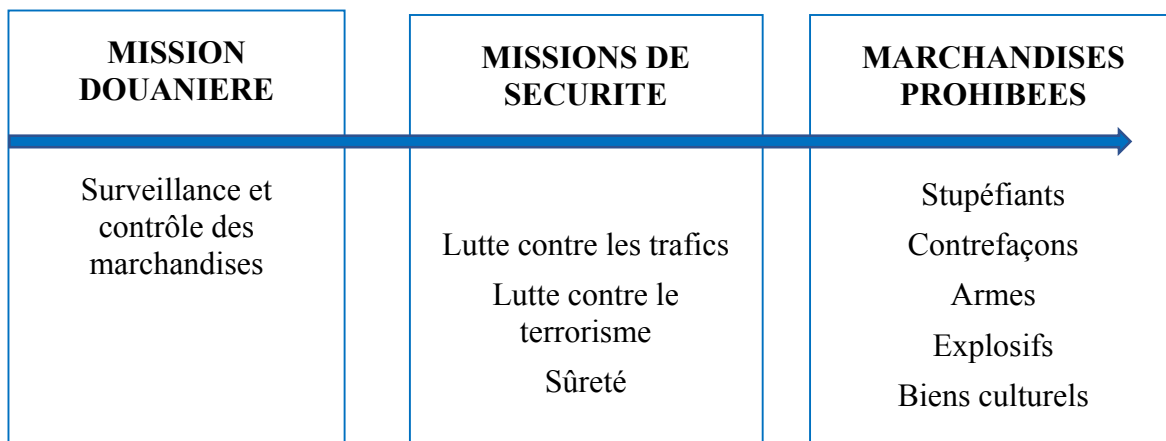 MISSION
DOUANIERE
Surveillance et
contrôle des
marchandises
MISSIONS DE
SECURITE
Lutte contre les trafics
Lutte contre le
terrorisme
Sûreté
MARCHANDISES
PROHIBEES
Stupéfiants
Contrefaçons
Armes
Explosifs
Biens culturels